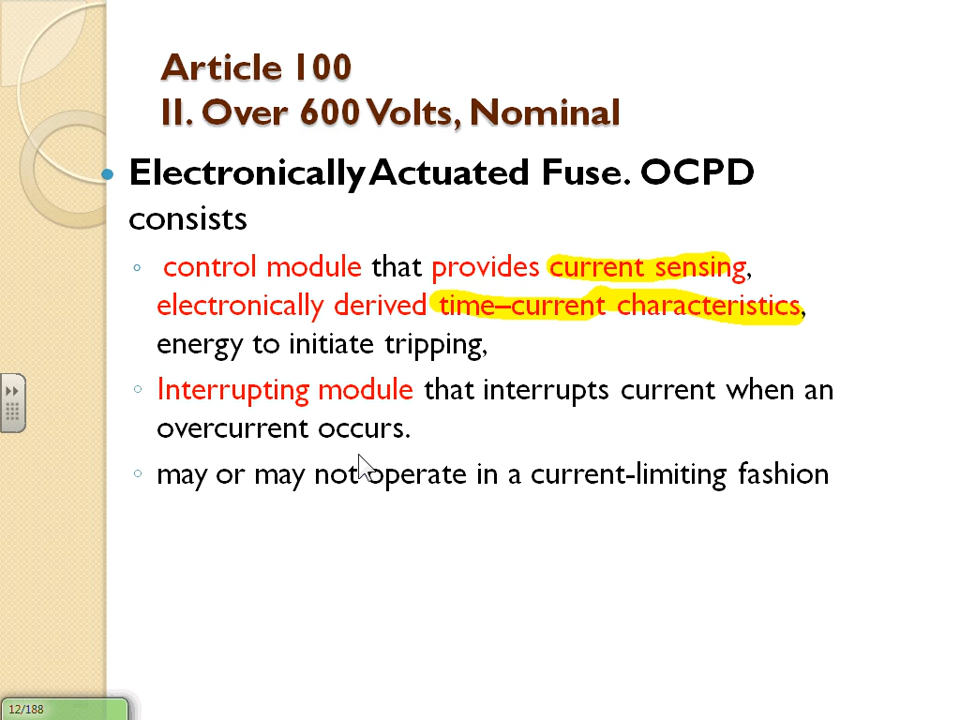 Article 100
II. Over 600 Volts, Nominal
Electronically Actuated Fuse. OCPD
consists
control module that provides current sensing,
electronically derived time–current characteristics,
energy to initiate tripping,
Interrupting module that interrupts current when an
overcurrent occurs.
may or may not operate in a current-limiting fashion
12/188